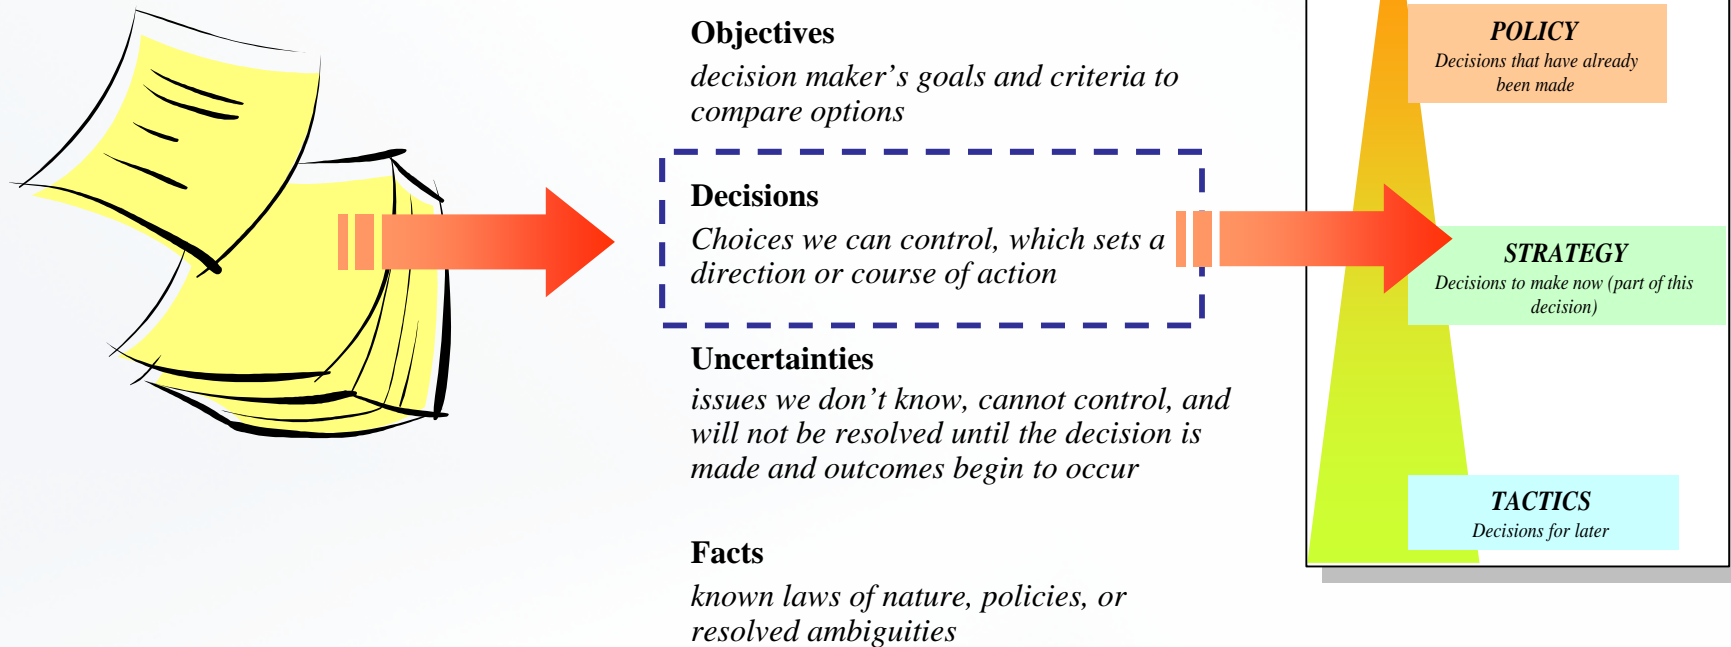 Objectives
decision maker’s goals and criteria to
compare options
Decisions
Choices we can control, which sets a
direction or course of action
Uncertainties
issues we don’t know, cannot control, and
will not be resolved until the decision is
made and outcomes begin to occur
Facts
known laws of nature, policies, or
resolved ambiguities
POLICY
Decisions that have already
been made
STRATEGY
Decisions to make now (part of this
decision)
TACTICS
Decisions for later